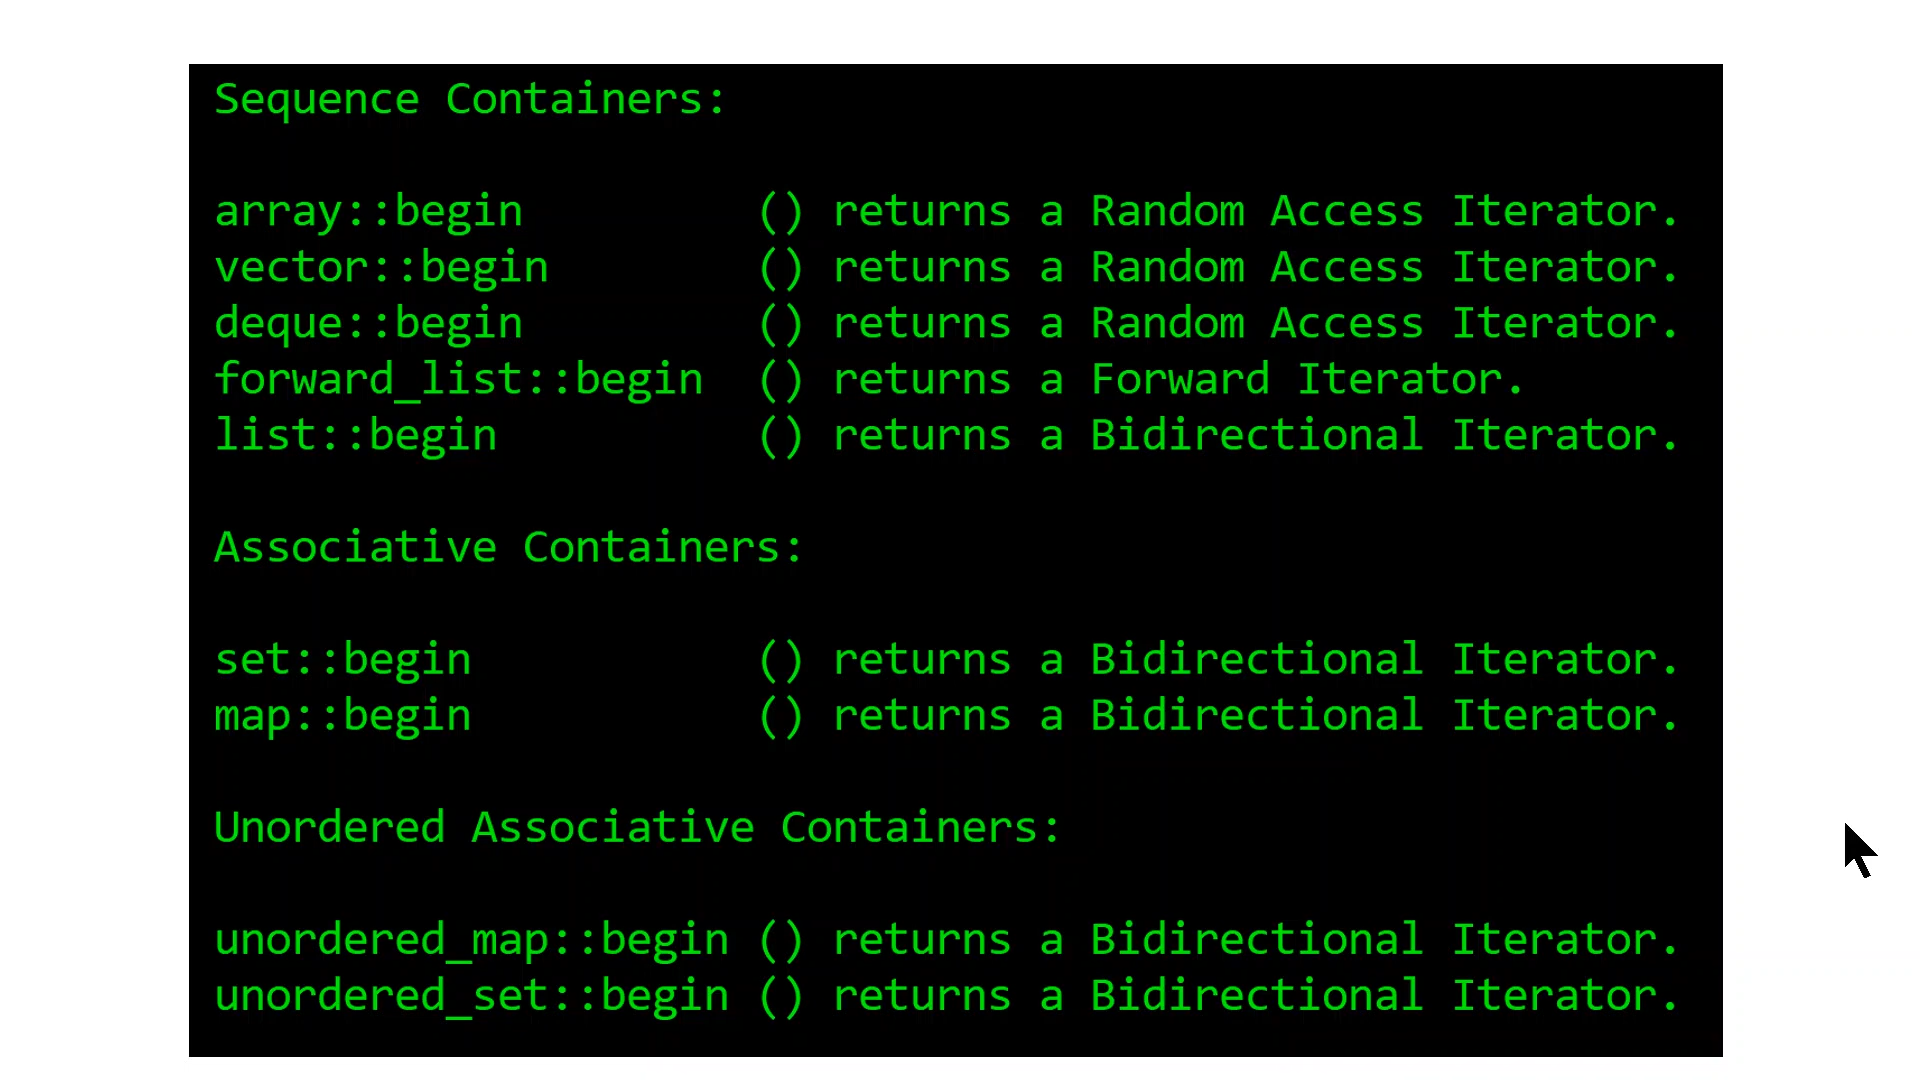 Sequence Containers:
array::begin () returns a Random Access Iterator.
vector::begin () returns a Random Access Iterator.
deque::begin () returns a Random Access Iterator.
forward_list::begin () returns a Forward Iterator.
list::begin () returns a Bidirectional Iterator.
Associative Containers:
set::begin () returns a Bidirectional Iterator.
map::begin () returns a Bidirectional Iterator.
Unordered Associative Containers:
unordered_map::begin () returns a Bidirectional Iterator.
unordered_set::begin () returns a Bidirectional Iterator.